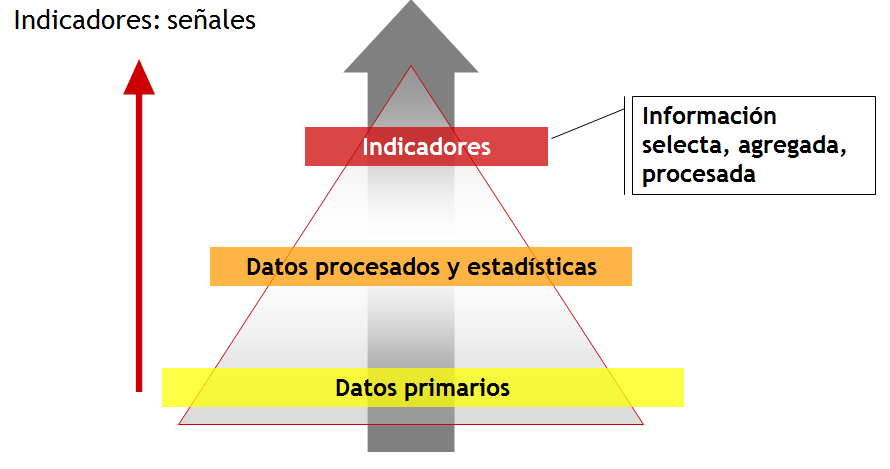 Indicadores: señales
Indicadores
Información
selecta, agregada,
procesada
Datos procesados y estadísticas
Datos primarios